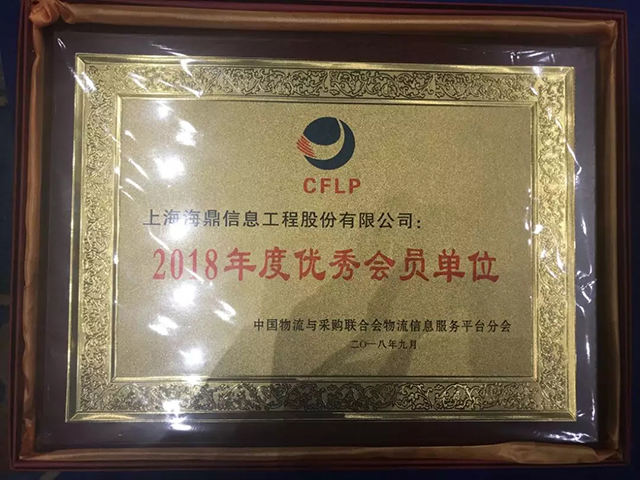 CFLP
上海海鼎信息工程股份有限公司：
2018年度优秀会员单位
中国物流与采购联合会物流信息服务平台分会
二〇一八年九月